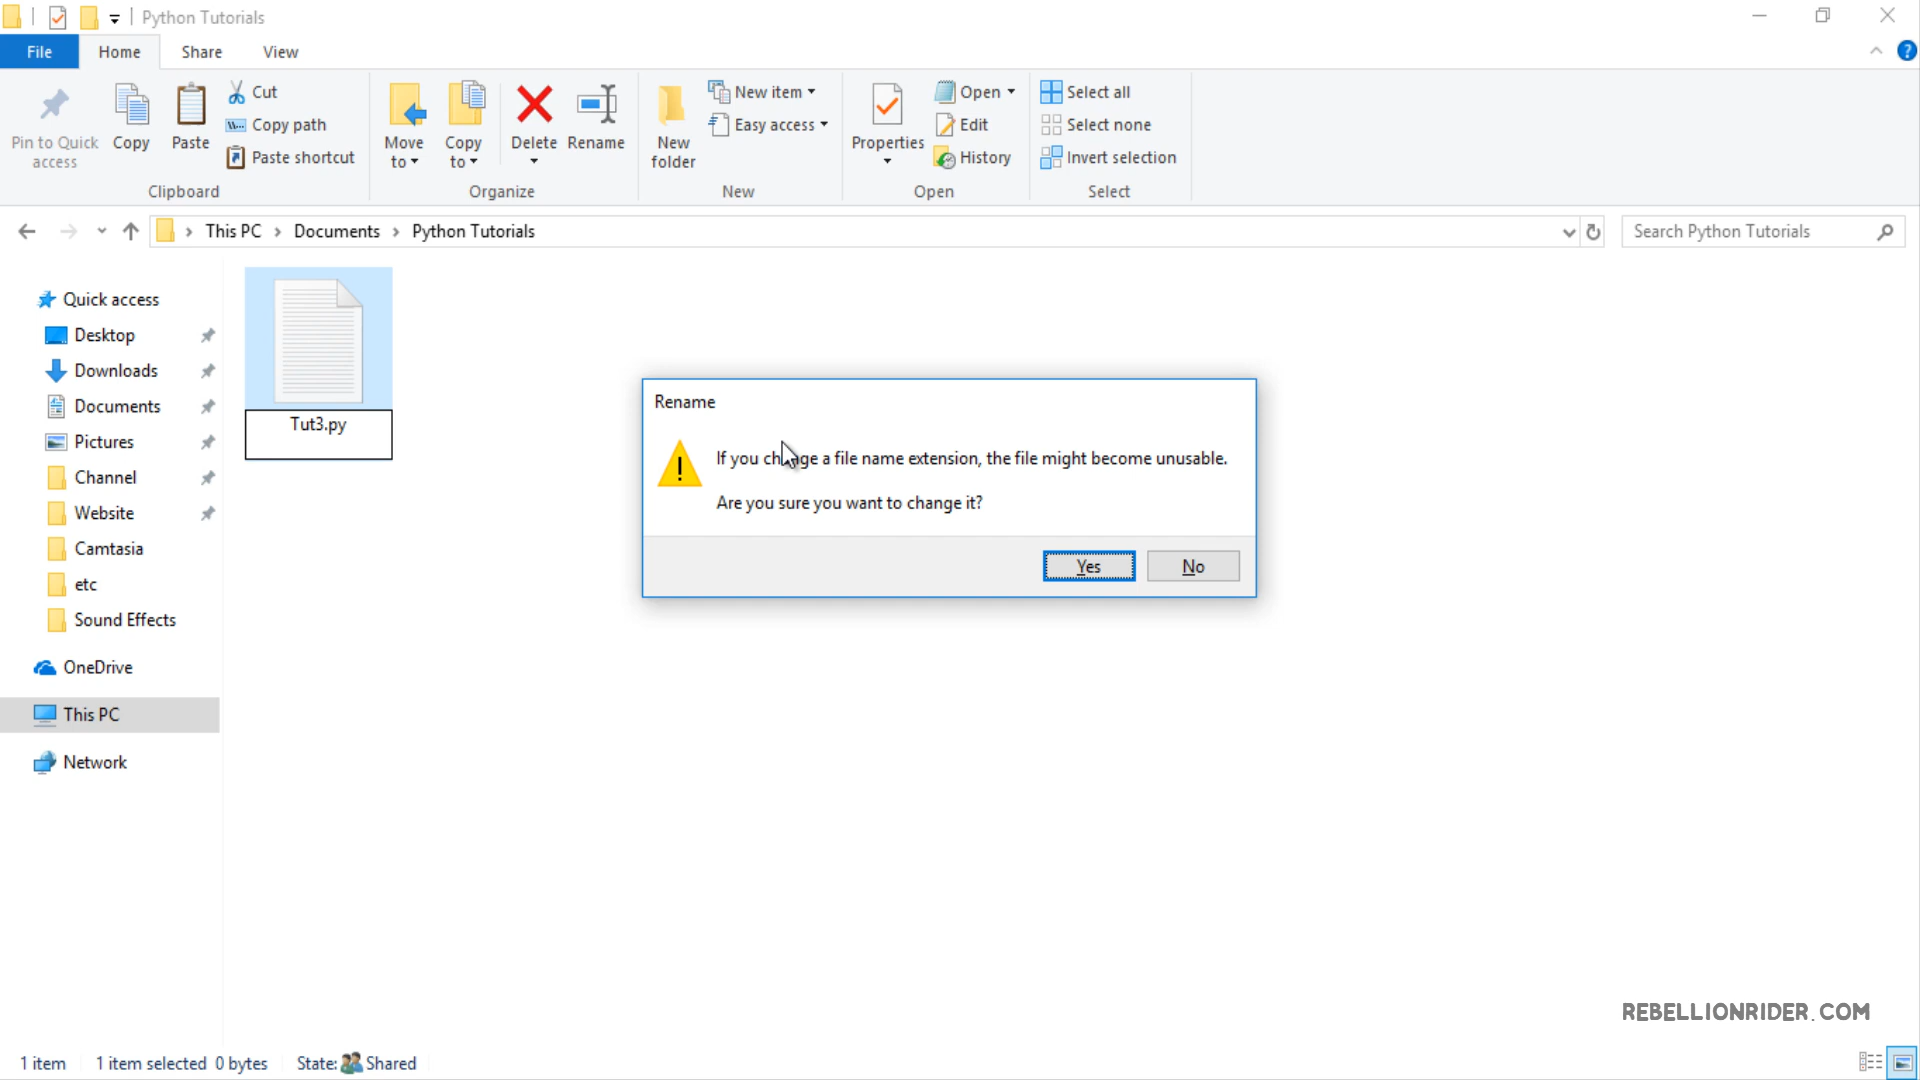 Python Tutorials
File Home Share View
Pin to Quick access
Copy
Paste
Cut
Copy path
Paste shortcut
Clipboard
Move to
Copy to
Delete
Rename
Organize
New folder
New item
Easy access
New
Properties
Open
Edit
History
Open
Select all
Select none
Invert selection
Select
This PC > Documents > Python Tutorials
Search Python Tutorials
Quick access
Desktop
Downloads
Documents
Pictures
Channel
Website
Camtasia
etc
Sound Effects
OneDrive
This PC
Network
Tut3.py
Rename
If you change a file name extension, the file might become unusable.
Are you sure you want to change it?
Yes No
REBELLIONRIDER.COM
1 item 1 item selected 0 bytes State: Shared